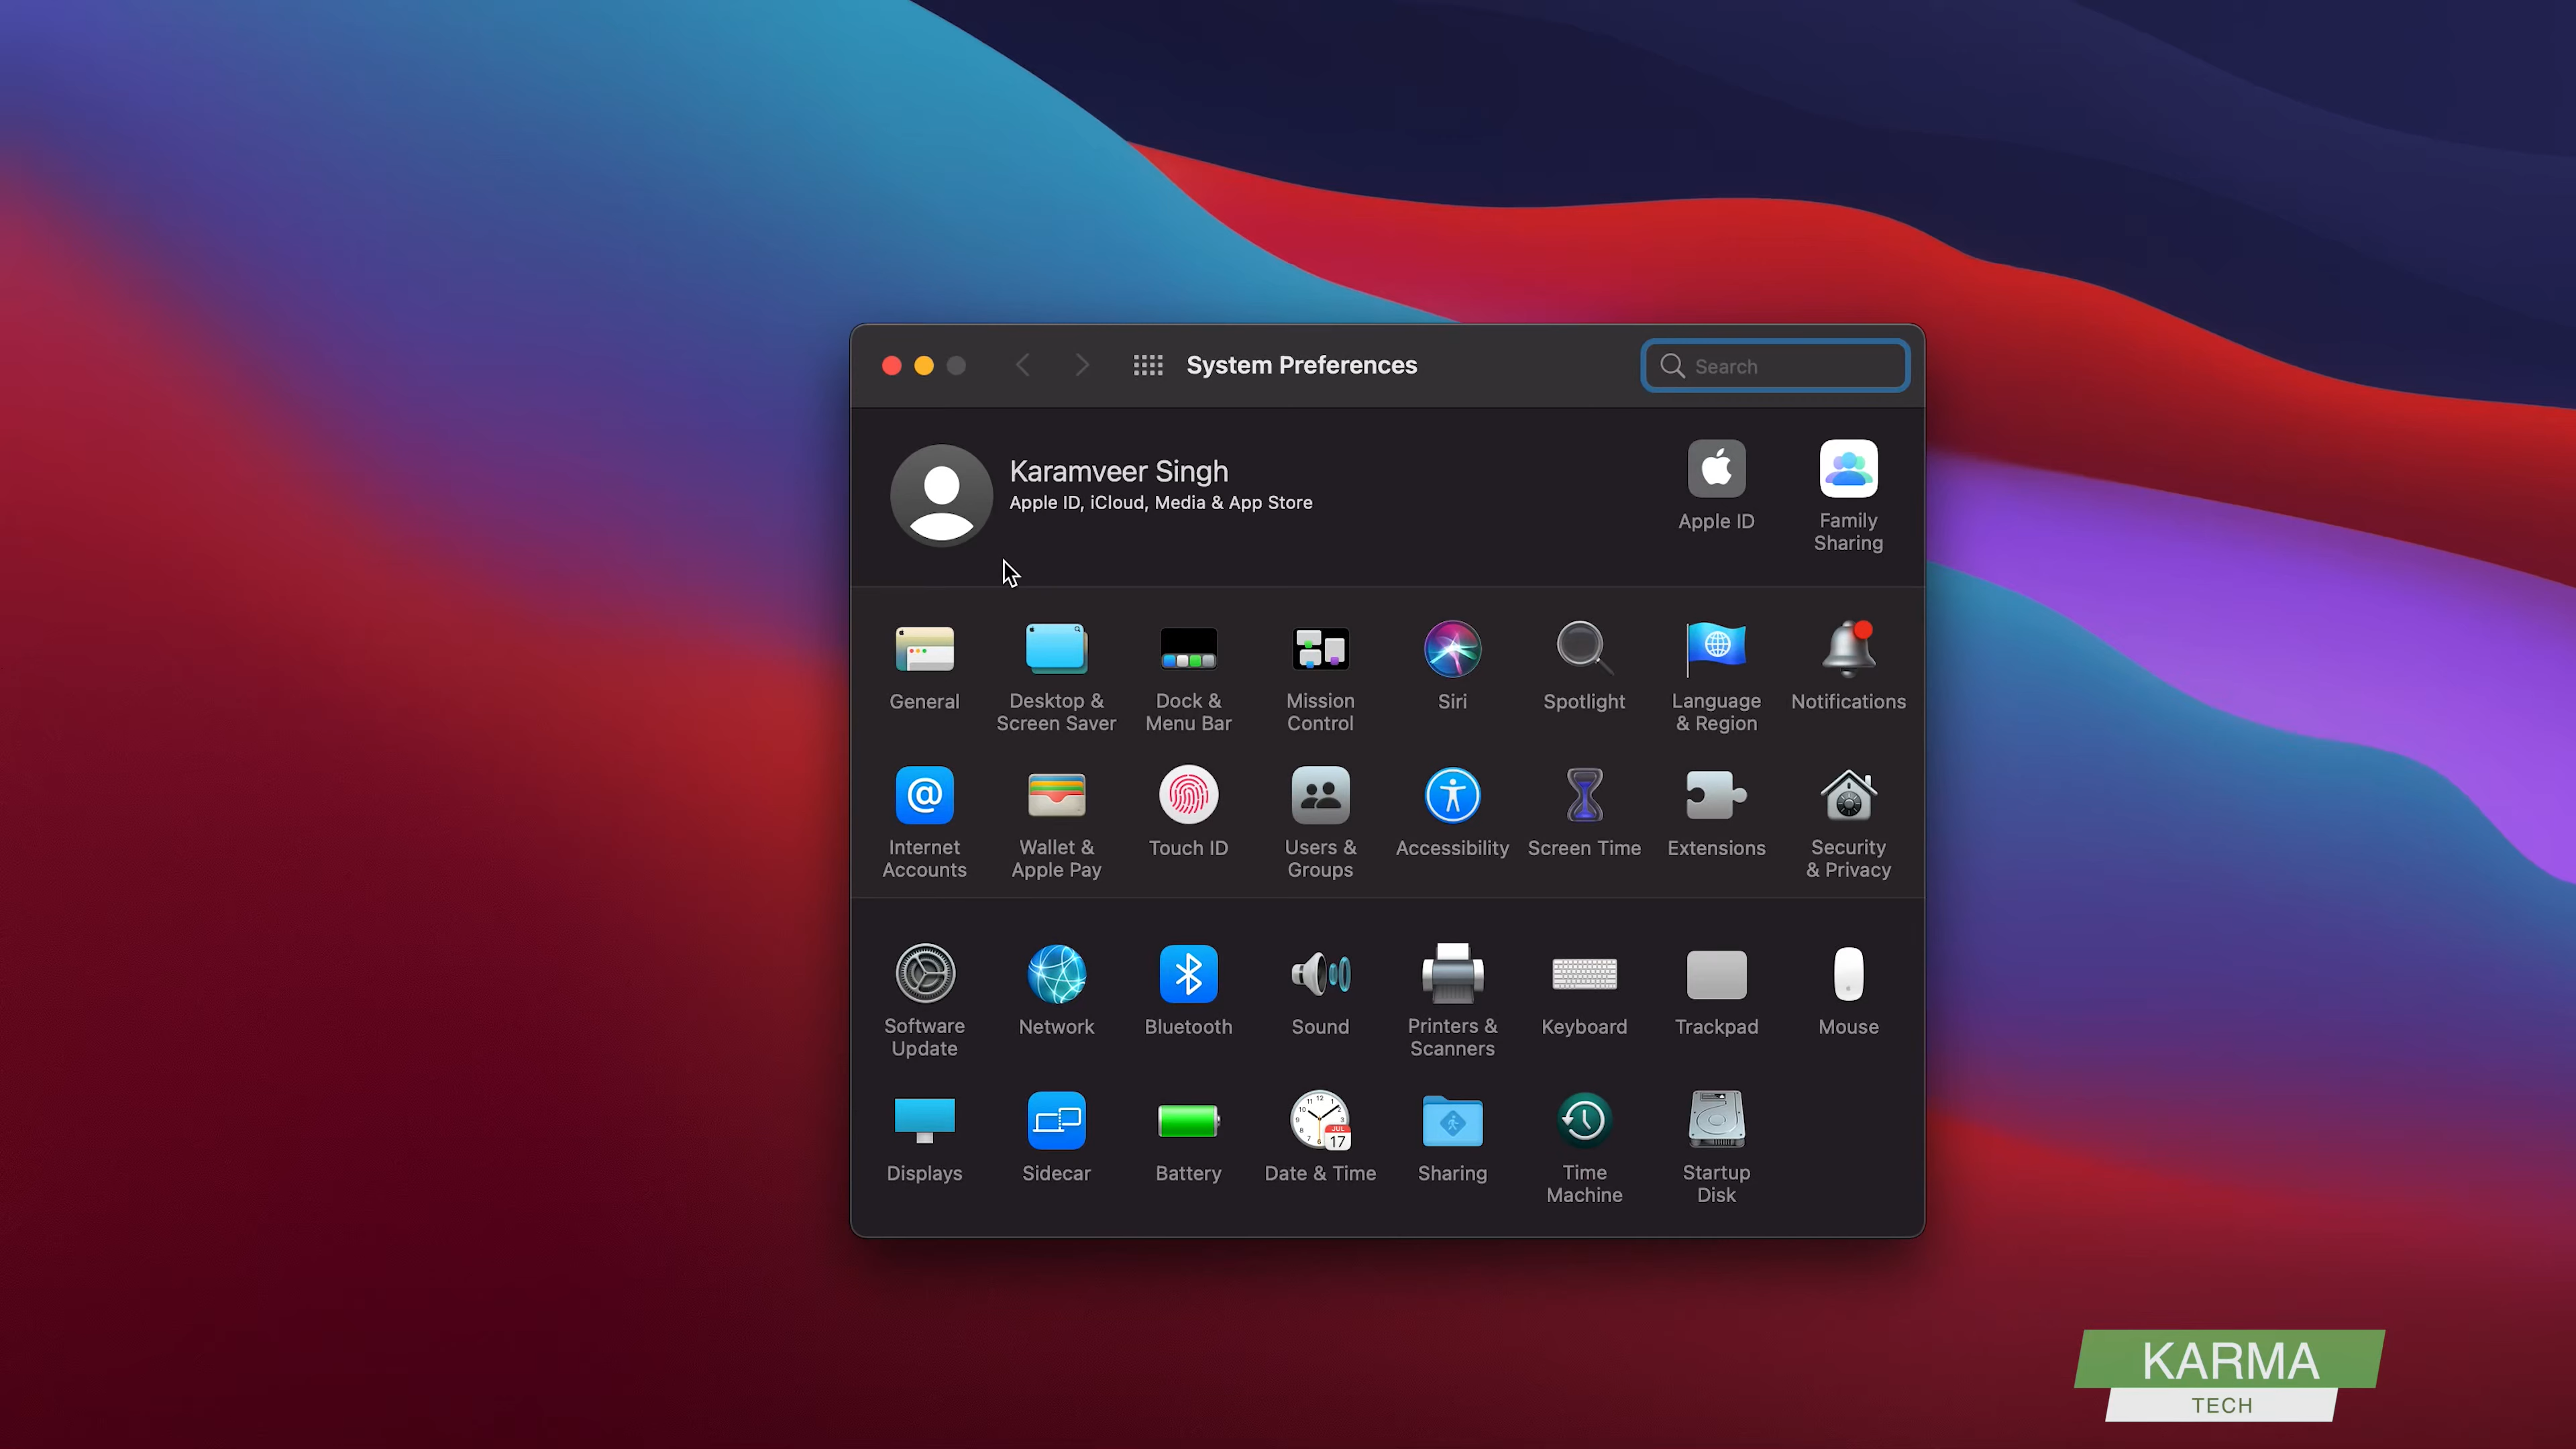 System Preferences
Search
Karamveer Singh
Apple ID, iCloud, Media & App Store
Apple ID
Family
Sharing
General
Desktop &
Screen Saver
Dock &
Menu Bar
Mission
Control
Siri
Spotlight
Language
& Region
Notifications
Internet
Accounts
Wallet &
Apple Pay
Touch ID
Users &
Groups
Accessibility
Screen Time
Extensions
Security
& Privacy
Software
Update
Network
Bluetooth
Sound
Printers &
Scanners
Keyboard
Trackpad
Mouse
Displays
Sidecar
Battery
JUL
17
Date & Time
Sharing
Time
Machine
Startup
Disk
KARMA
TECH